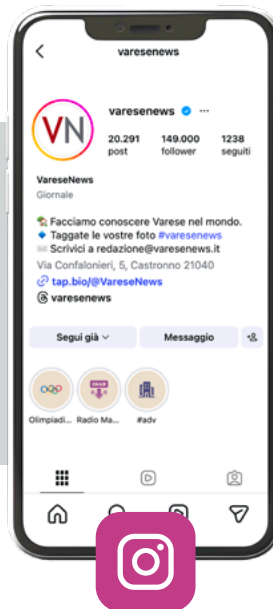 varesenews
VN
varesenews
20.291 149.000 1238
post follower seguiti
VareseNews
Giornale
Facciamo conoscere Varese nel mondo.
Taggate le vostre foto #varesenews
Scrivici a redazione@varesenews.it
Via Confalonieri, 5, Castronno 21040
tap.bio/@VareseNews
varesenews
Segui già Messaggio
Olimpiadi... Radio Ma... #adv